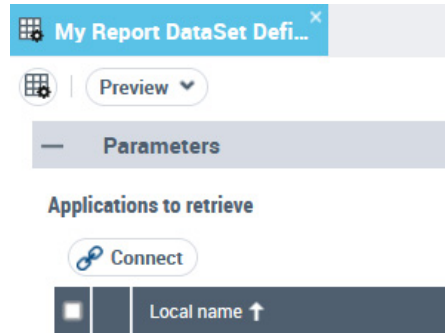 My Report DataSet Defi...
Preview
Parameters
Applications to retrieve
Connect
Local name